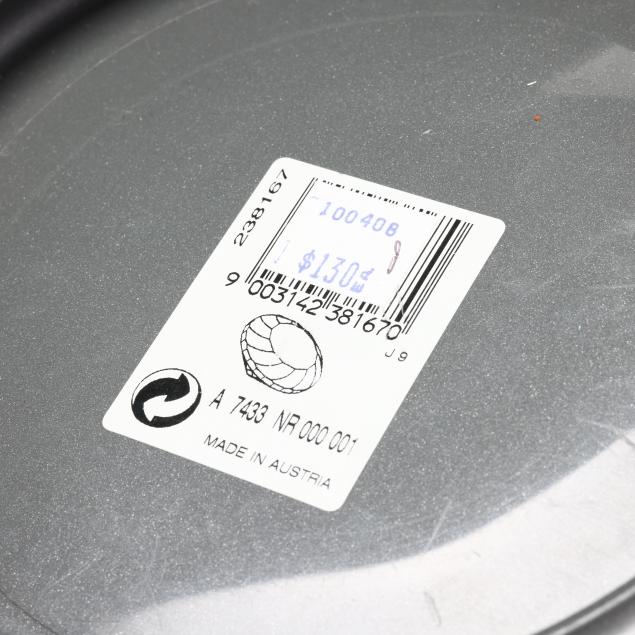 238167
100408
$130
9 003142 381670
J 9
A 7433 NR 000 001
MADE IN AUSTRIA